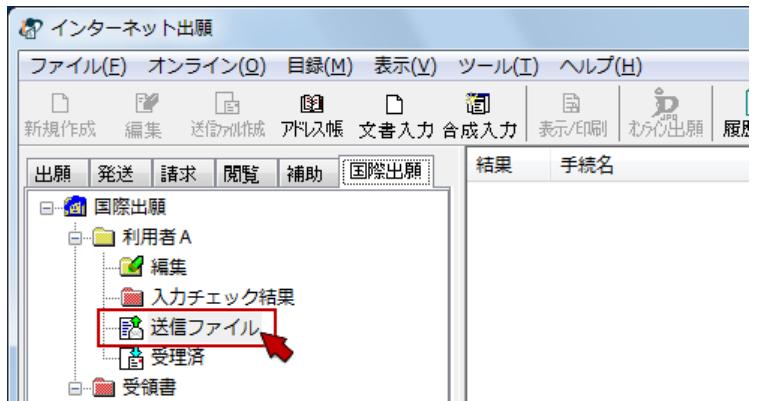 インターネット出願
ファイル(F) オンライン(O) 目録(M) 表示(V) ツール(T) ヘルプ(H)
新規作成 編集 送信ﾌｧｲﾙ作成 ｱﾄﾞﾚｽ帳 文書入力 合成入力 表示/印刷 ｵﾝﾗｲﾝ出願 履歴
出願 発送 請求 閲覧 補助 国際出願 結果 手続名
国際出願
利用者A
編集
入力チェック結果
送信ファイル
受理済
受領書